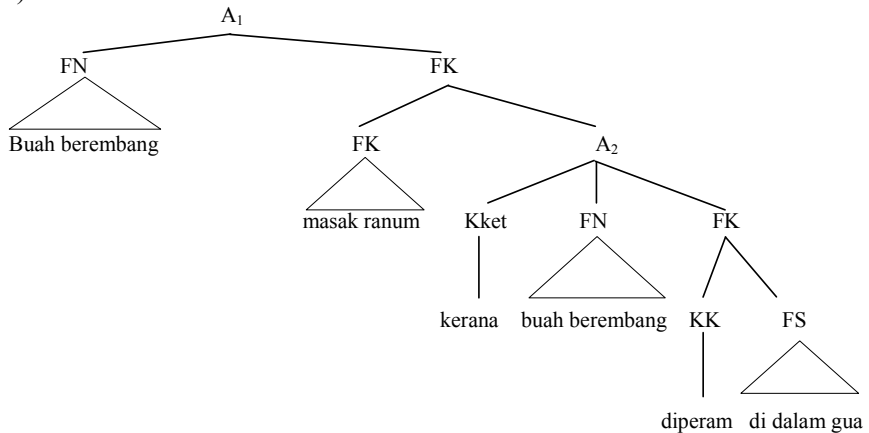 )
A₁
FN FK
Buah berembang FK A₂
masak ranum Kket FN FK
kerana buah berembang KK FS
diperam di dalam gua